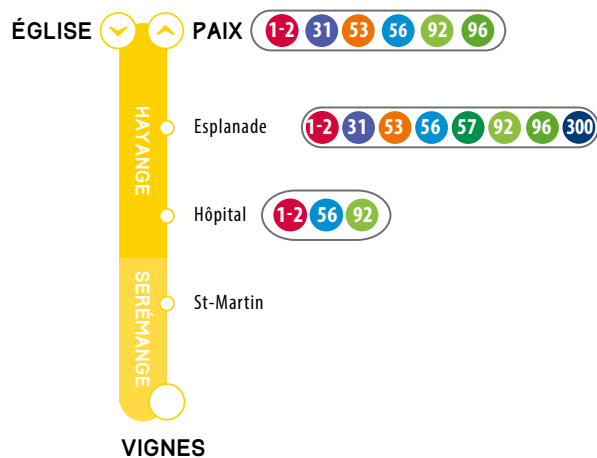 ÉGLISE PAIX 1-2 31 53 56 92 96
HAYANGE
Esplanade 1-2 31 53 56 57 92 96 300
Hôpital 1-2 56 92
SERÉMANGE
St-Martin
VIGNES